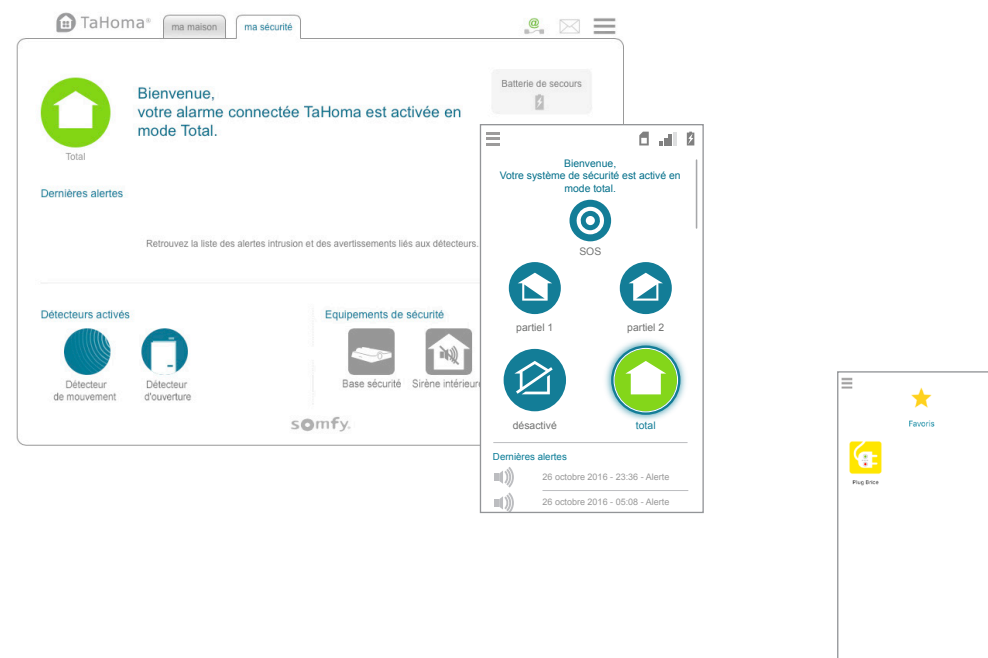 TaHoma®
ma maison
ma sécurité
@
Batterie de secours
Bienvenue,
votre alarme connectée TaHoma est activée en
mode Total.
Total
Dernières alertes
Retrouvez la liste des alertes intrusion et des avertissements liés aux détecteurs.
Détecteurs activés
Détecteur
de mouvement
Détecteur
d'ouverture
Equipements de sécurité
Base sécurité
Sirène intérieure
somfy.
Bienvenue,
Votre système de sécurité est activé en
mode total.
SOS
partiel 1
partiel 2
désactivé
total
Dernières alertes
26 octobre 2016 - 23:36 - Alerte
26 octobre 2016 - 05:08 - Alerte
Favoris
Plug Brice